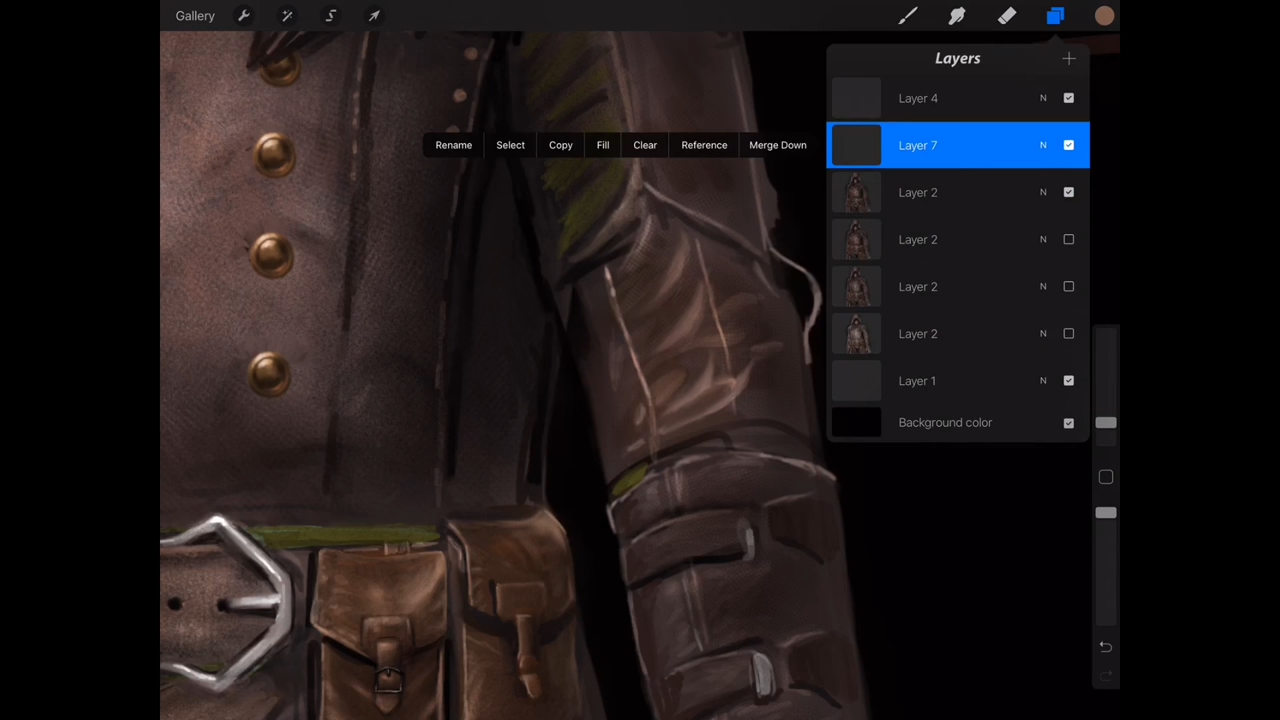 Gallery
Layers
Layer 4 N
Rename Select Copy Fill Clear Reference Merge Down
Layer 7 N
Layer 2 N
Layer 2 N
Layer 2 N
Layer 2 N
Layer 1 N
Background color